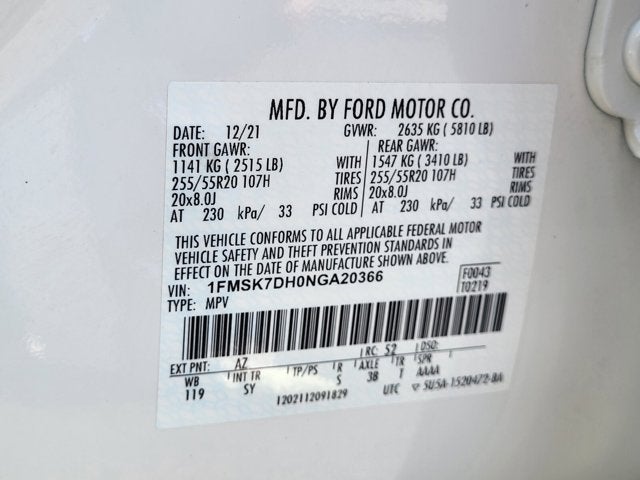 MFD. BY FORD MOTOR CO.
DATE: 12/21 GVWR: 2635 KG ( 5810 LB)
FRONT GAWR: REAR GAWR:
1141 KG ( 2515 LB) WITH 1547 KG ( 3410 LB) WITH
255/55R20 107H TIRES 255/55R20 107H TIRES
20x8.0J RIMS 20x8.0J RIMS
AT 230 kPa/ 33 PSI COLD AT 230 kPa/ 33 PSI COLD
THIS VEHICLE CONFORMS TO ALL APPLICABLE FEDERAL MOTOR
VEHICLE SAFETY AND THEFT PREVENTION STANDARDS IN
EFFECT ON THE DATE OF MANUFACTURE SHOWN ABOVE.
VIN: 1FMSK7DH0NGA20366 F0043
TYPE: MPV T0219
EXT PNT: AZ RC: 52 DSO:
WB INT TR TP/PS R AXLE TR SPR
119 SY S 38 T AAAA
1202112091829 UTC 5U5A-1520472-BA